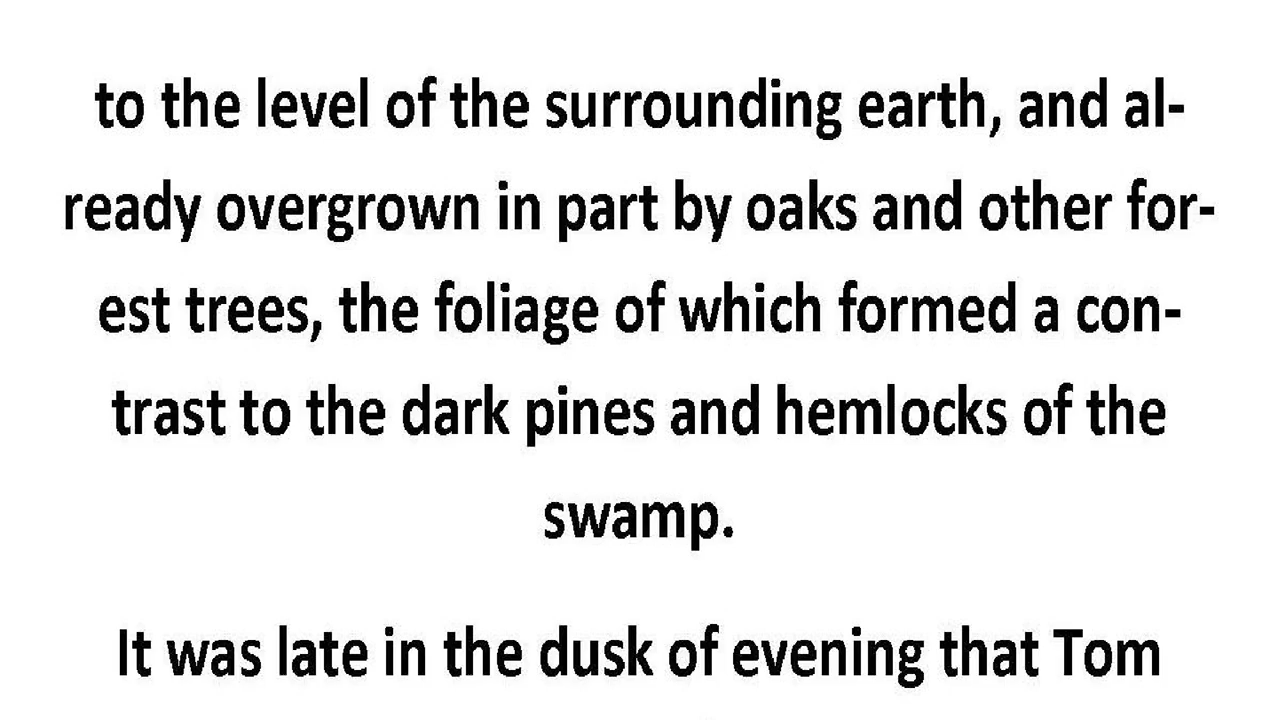 to the level of the surrounding earth, and al-
ready overgrown in part by oaks and other for-
est trees, the foliage of which formed a con-
trast to the dark pines and hemlocks of the
swamp.
It was late in the dusk of evening that Tom